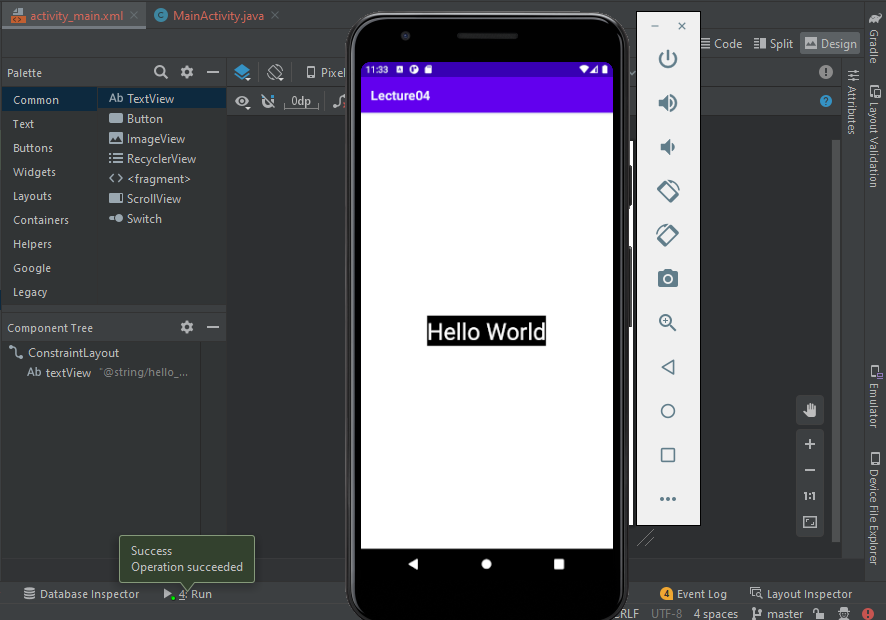 activity_main.xml
MainActivity.java
Code
Split
Design
Palette
Pixel
Common
Text
Buttons
Widgets
Layouts
Containers
Helpers
Google
Legacy
Ab TextView
Button
ImageView
RecyclerView
<fragment>
ScrollView
Switch
0dp
11:33
Lecture04
Hello World
Component Tree
ConstraintLayout
Ab textView "@string/hello_...
1:1
Gradle
Layout Validation
Attributes
Emulator
Device File Explorer
Success
Operation succeeded
Database Inspector
4: Run
4 Event Log
Layout Inspector
CRLF UTF-8 4 spaces master